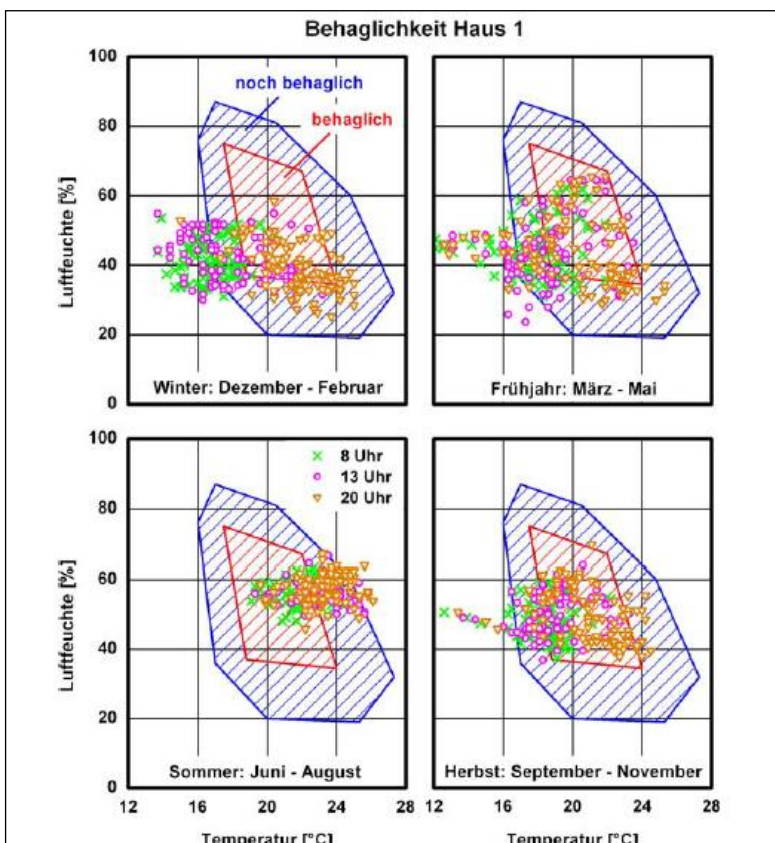 Behaglichkeit Haus 1
100
80
60
40
20
0
Luftfeuchte [%]
noch behaglich
behaglich
Winter: Dezember - Februar
Frühjahr: März - Mai
100
80
60
40
20
0
Luftfeuchte [%]
8 Uhr
13 Uhr
20 Uhr
Sommer: Juni - August
Herbst: September - November
12 16 20 24 12 16 20 24 28
Temperatur [°C] Temperatur [°C]